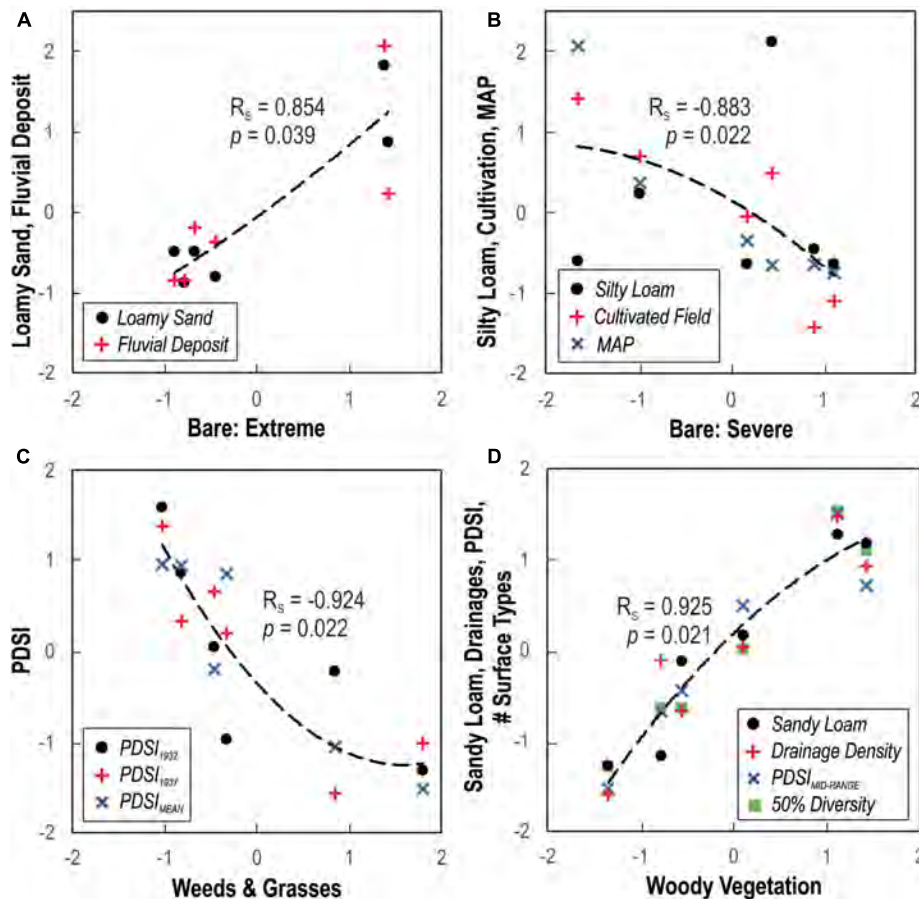 A
Loamy Sand, Fluvial Deposit
2
1
0
-1
-2
R_S = 0.854
p = 0.039
Loamy Sand
Fluvial Deposit
-2
-1
0
1
2
Bare: Extreme
B
Silty Loam, Cultivation, MAP
2
1
0
-1
-2
R_S = -0.883
p = 0.022
Silty Loam
Cultivated Field
MAP
-2
-1
0
1
2
Bare: Severe
C
PDSI
2
1
0
-1
-2
R_S = -0.924
p = 0.022
PDSI_1932
PDSI_1937
PDSI_MEAN
-2
-1
0
1
2
Weeds & Grasses
D
Sandy Loam, Drainages, PDSI,
# Surface Types
2
1
0
-1
-2
R_S = 0.925
p = 0.021
Sandy Loam
Drainage Density
PDSI_MID-RANGE
50% Diversity
-2
-1
0
1
2
Woody Vegetation